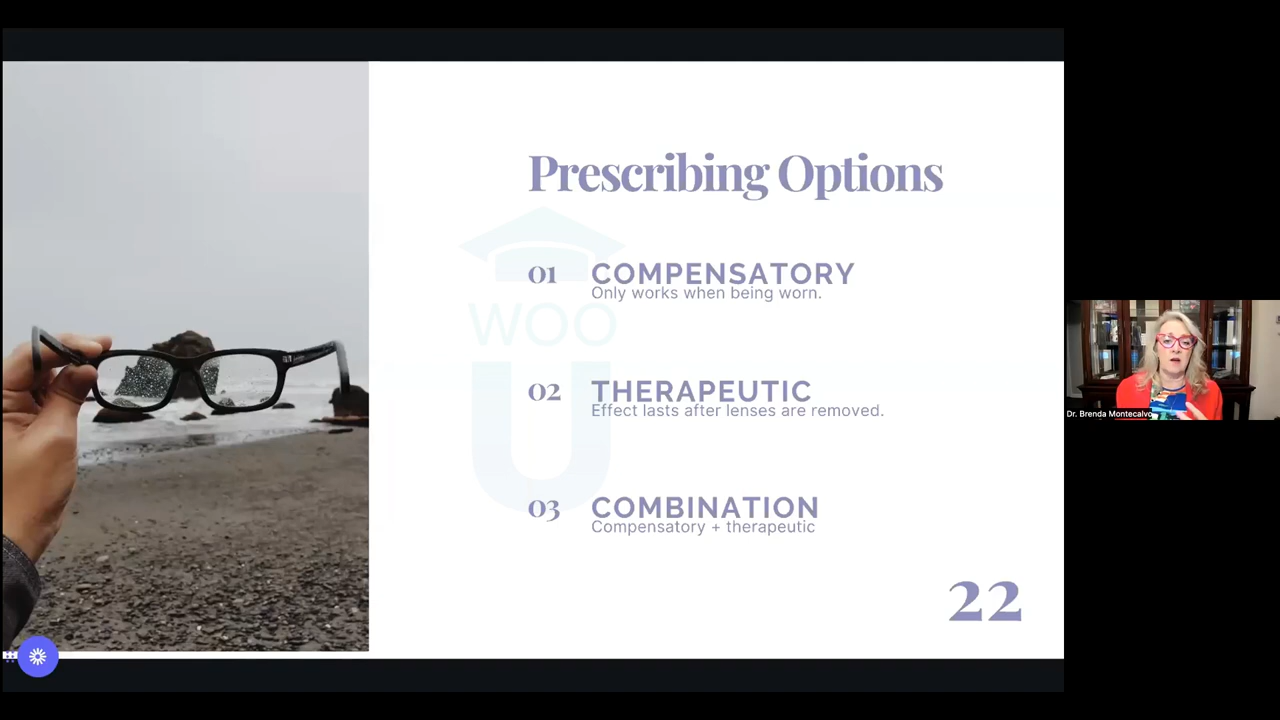 Prescribing Options
01 COMPENSATORY
Only works when being worn.
WOO
02 THERAPEUTIC
Effect lasts after lenses are removed.
U
03 COMBINATION
Compensatory + therapeutic
22
Dr. Brenda Montecalvo